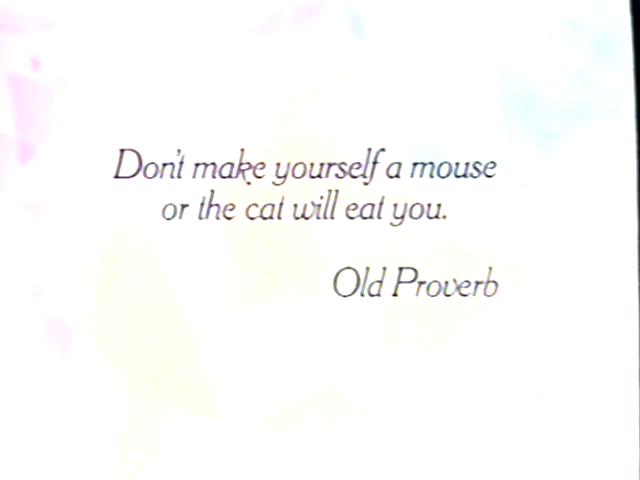 Don't make yourself a mouse
or the cat will eat you.
Old Proverb